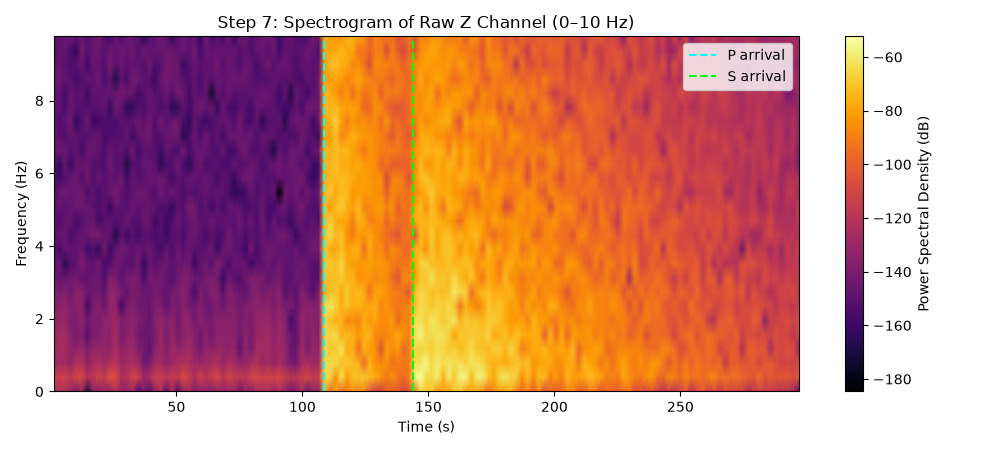 Step 7: Spectrogram of Raw Z Channel (0–10 Hz)
P arrival
S arrival
Frequency (Hz)
8
6
4
2
0
50
100
150
200
250
Time (s)
−60
−80
−100
−120
−140
−160
−180
Power Spectral Density (dB)